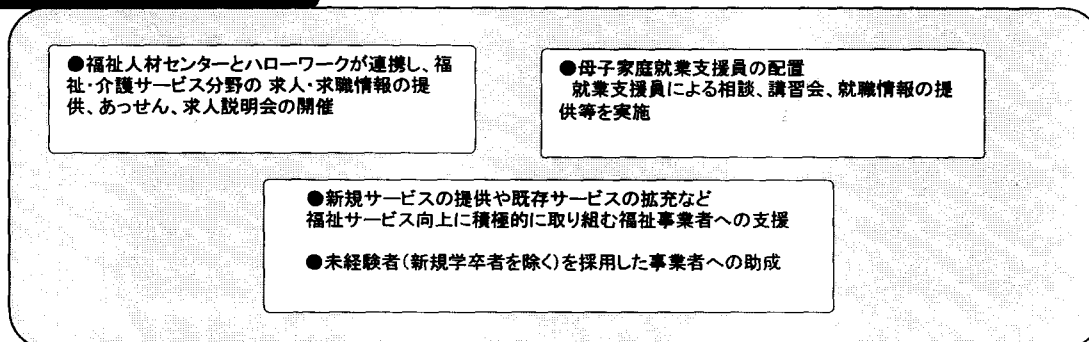 ●福祉人材センターとハローワークが連携し、福
祉・介護サービス分野の 求人・求職情報の提
供、あっせん、求人説明会の開催
●母子家庭就業支援員の配置
就業支援員による相談、講習会、就職情報の提
供等を実施
●新規サービスの提供や既存サービスの拡充など
福祉サービス向上に積極的に取り組む福祉事業者への支援
●未経験者(新規学卒者を除く)を採用した事業者への助成